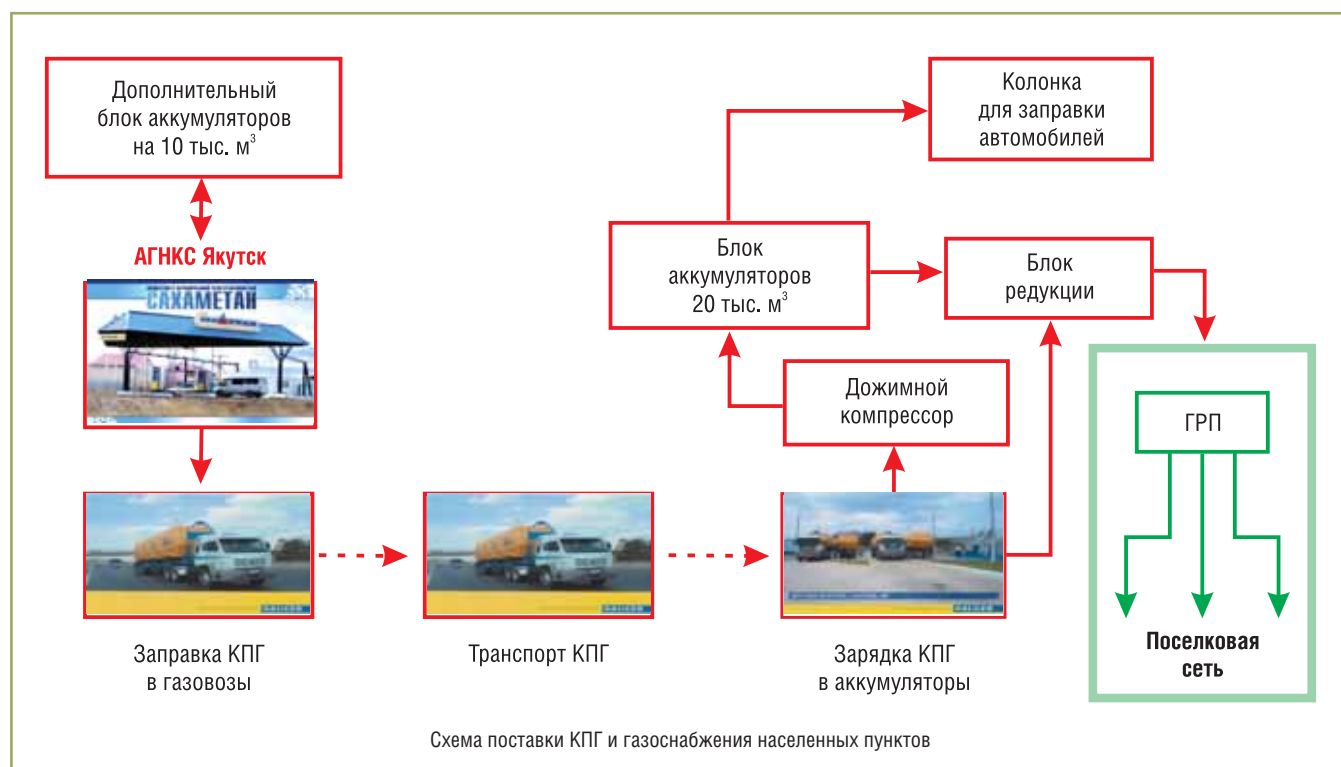 Дополнительный
блок аккумуляторов
на 10 тыс. м³
АГНКС Якутск
САХАМЕТАН
Заправка КПГ
в газовозы
Транспорт КПГ
Зарядка КПГ
в аккумуляторы
Дожимной
компрессор
Блок
аккумуляторов
20 тыс. м³
Колонка
для заправки
автомобилей
Блок
редукции
ГРП
Поселковая
сеть
Схема поставки КПГ и газоснабжения населенных пунктов